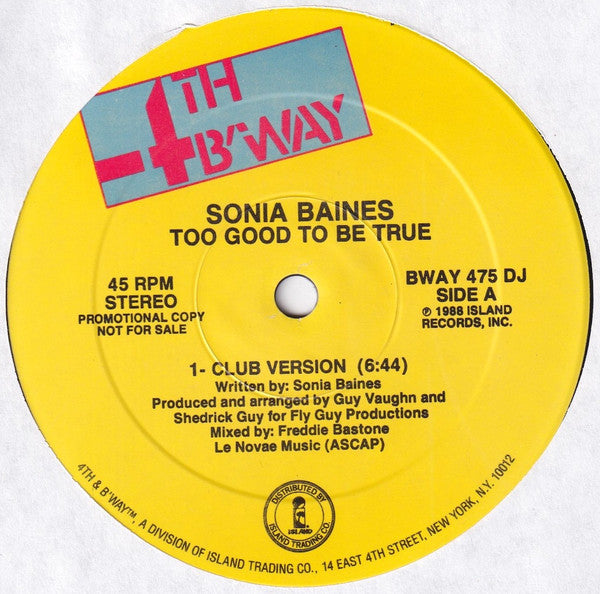 4TH
B'WAY
SONIA BAINES
TOO GOOD TO BE TRUE
45 RPM
STEREO
PROMOTIONAL COPY
NOT FOR SALE
BWAY 475 DJ
SIDE A
℗ 1988 ISLAND
RECORDS, INC.
1- CLUB VERSION (6:44)
Written by: Sonia Baines
Produced and arranged by Guy Vaughn and
Shedrick Guy for Fly Guy Productions
Mixed by: Freddie Bastone
Le Novae Music (ASCAP)
DISTRIBUTED BY
ISLAND
ISLAND TRADING CO.
4TH & B'WAY™, A DIVISION OF ISLAND TRADING CO., 14 EAST 4TH STREET, NEW YORK, N.Y. 10012